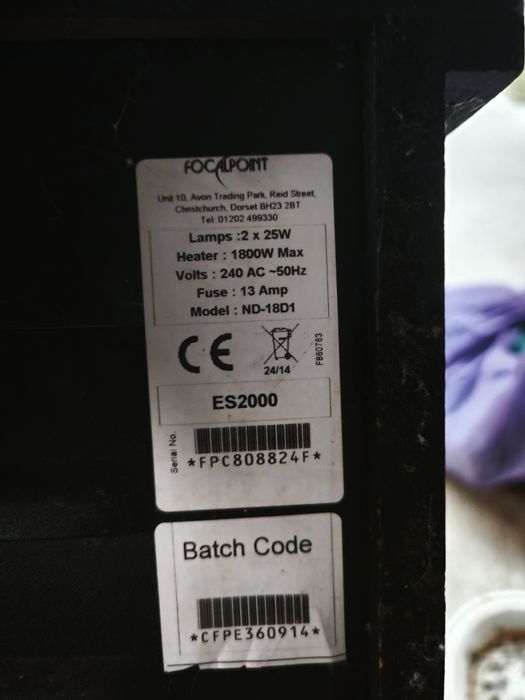 FOCALPOINT
Unit 10, Avon Trading Park, Reid Street,
Christchurch, Dorset BH23 2BT
Tel: 01202 499330
Lamps :2 x 25W
Heater : 1800W Max
Volts : 240 AC ~50Hz
Fuse : 13 Amp
Model : ND-18D1
CE
24/14
F860763
ES2000
Serial No.
*FPC808824F*
Batch Code
*CFPE360914*